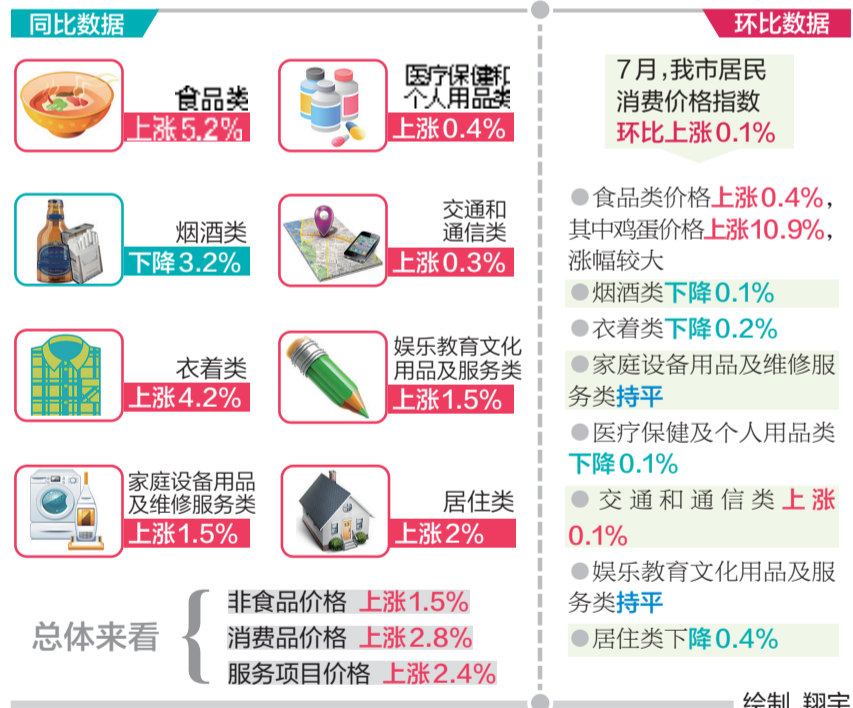 同比数据
食品类
上涨5.2%
医疗保健和
个人用品类
上涨0.4%
烟酒类
下降3.2%
交通和
通信类
上涨0.3%
衣着类
上涨4.2%
娱乐教育文化
用品及服务类
上涨1.5%
家庭设备用品
及维修服务类
上涨1.5%
居住类
上涨2%
总体来看
非食品价格 上涨1.5%
消费品价格 上涨2.8%
服务项目价格 上涨2.4%
环比数据
7月,我市居民
消费价格指数
环比上涨0.1%
●食品类价格上涨0.4%,
其中鸡蛋价格上涨10.9%,
涨幅较大
●烟酒类下降0.1%
●衣着类下降0.2%
●家庭设备用品及维修服
务类持平
●医疗保健及个人用品类
下降0.1%
●交通和通信类上涨
0.1%
●娱乐教育文化用品及服
务类持平
●居住类下降0.4%
绘制 翔宇